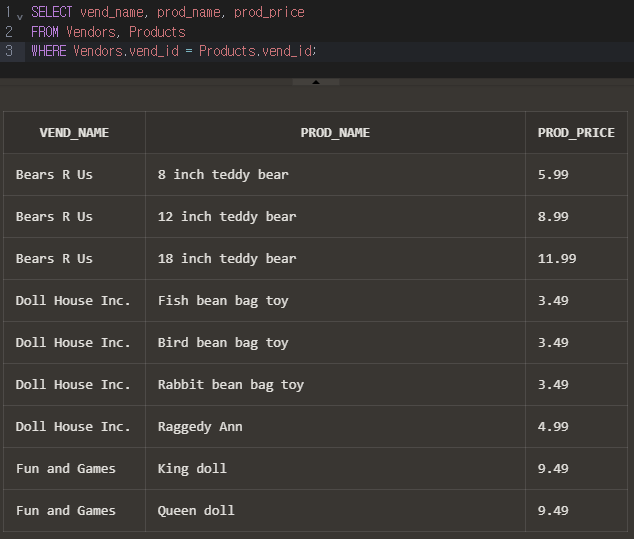 1 SELECT vend_name, prod_name, prod_price
2 FROM Vendors, Products
3 WHERE Vendors.vend_id = Products.vend_id;
VEND_NAME PROD_NAME PROD_PRICE
Bears R Us 8 inch teddy bear 5.99
Bears R Us 12 inch teddy bear 8.99
Bears R Us 18 inch teddy bear 11.99
Doll House Inc. Fish bean bag toy 3.49
Doll House Inc. Bird bean bag toy 3.49
Doll House Inc. Rabbit bean bag toy 3.49
Doll House Inc. Raggedy Ann 4.99
Fun and Games King doll 9.49
Fun and Games Queen doll 9.49